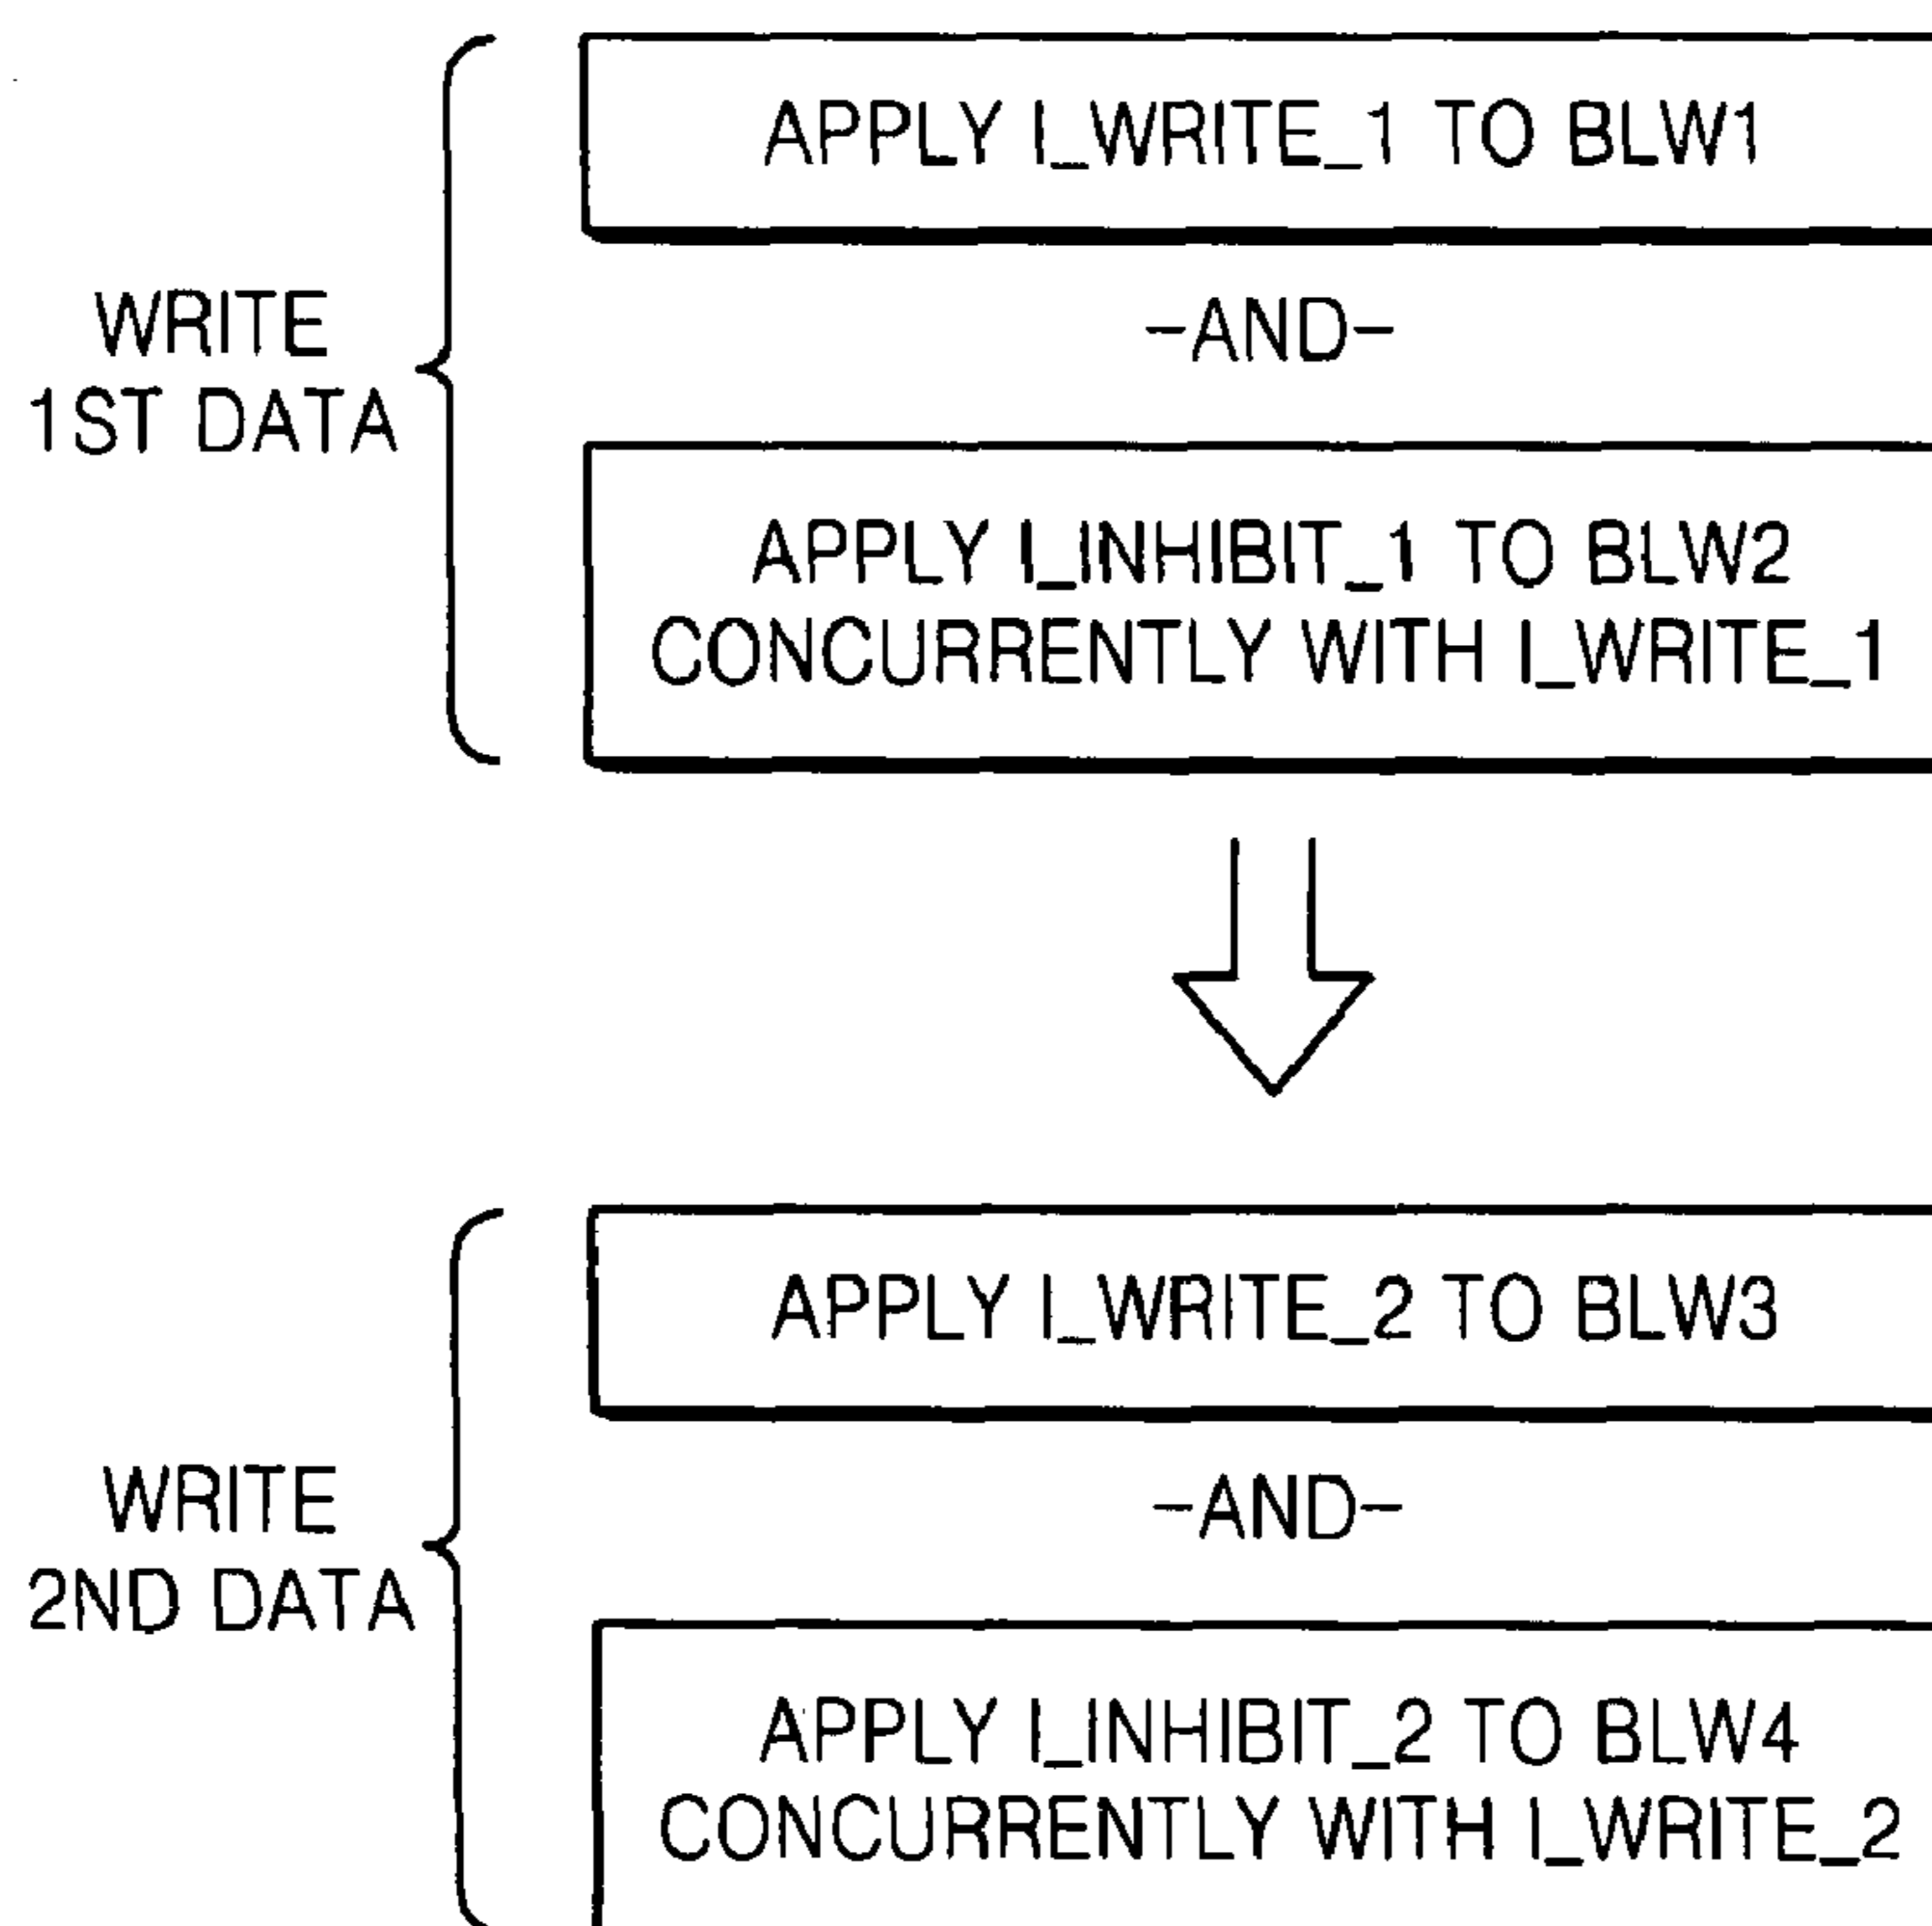 APPLY I_WRITE_1 TO BLW1
-AND-
WRITE
1ST DATA
APPLY I_INHIBIT_1 TO BLW2
CONCURRENTLY WITH I_WRITE_1
APPLY I_WRITE_2 TO BLW3
-AND-
WRITE
2ND DATA
APPLY I_INHIBIT_2 TO BLW4
CONCURRENTLY WITH I_WRITE_2